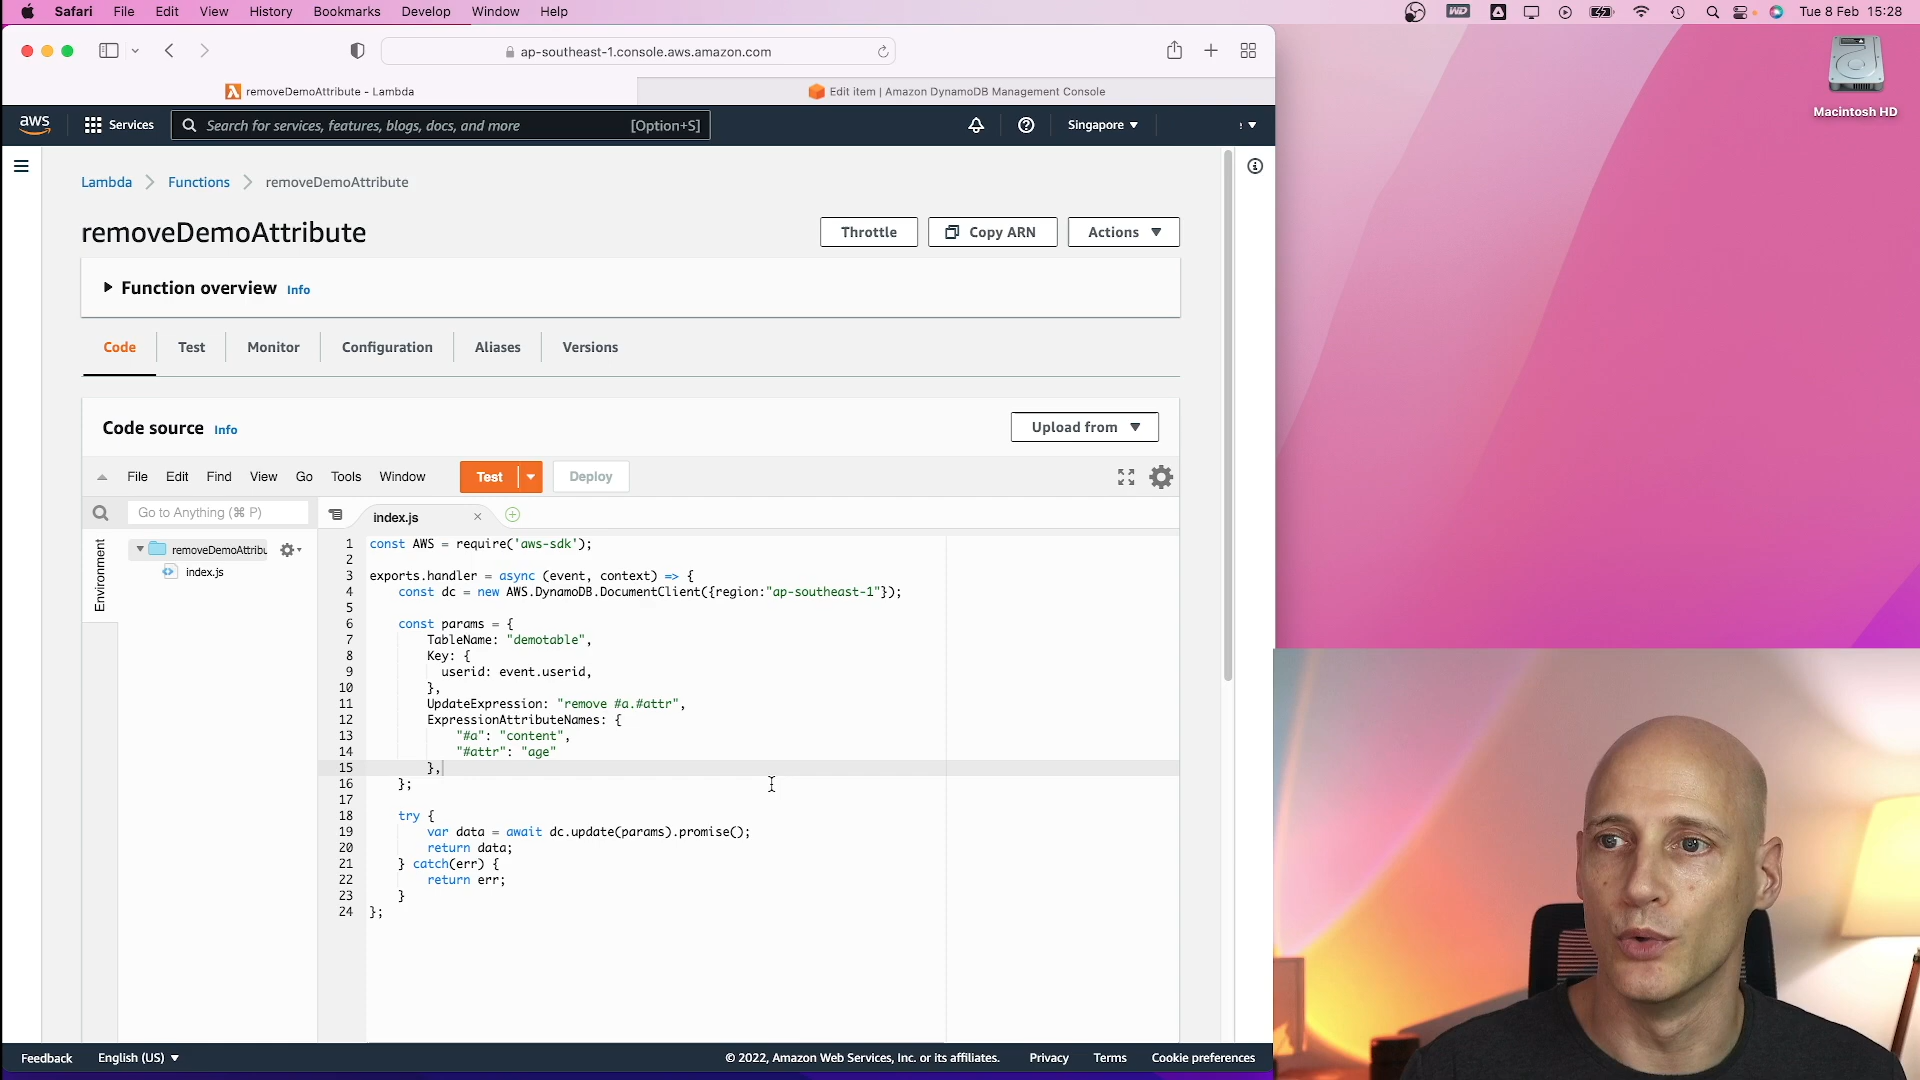 Safari File Edit View History Bookmarks Develop Window Help
WD
Tue 8 Feb 15:28
ap-southeast-1.console.aws.amazon.com
removeDemoAttribute - Lambda
Edit item | Amazon DynamoDB Management Console
Macintosh HD
aws
Services
Search for services, features, blogs, docs, and more
[Option+S]
Singapore
Lambda
Functions
removeDemoAttribute
removeDemoAttribute
Throttle
Copy ARN
Actions
Function overview
Info
Code
Test
Monitor
Configuration
Aliases
Versions
Code source
Info
Upload from
File Edit Find View Go Tools Window
Test
Deploy
Go to Anything (⌘ P)
index.js
Environment
removeDemoAttribu
index.js
1 const AWS = require('aws-sdk');
2
3 exports.handler = async (event, context) => {
4 const dc = new AWS.DynamoDB.DocumentClient({region:"ap-southeast-1"});
5
6 const params = {
7 TableName: "demotable",
8 Key: {
9 userid: event.userid,
10 },
11 UpdateExpression: "remove #a.#attr",
12 ExpressionAttributeNames: {
13 "#a": "content",
14 "#attr": "age"
15 },
16 };
17
18 try {
19 var data = await dc.update(params).promise();
20 return data;
21 } catch(err) {
22 return err;
23 }
24 };
Feedback
English (US)
© 2022, Amazon Web Services, Inc. or its affiliates.
Privacy
Terms
Cookie preferences